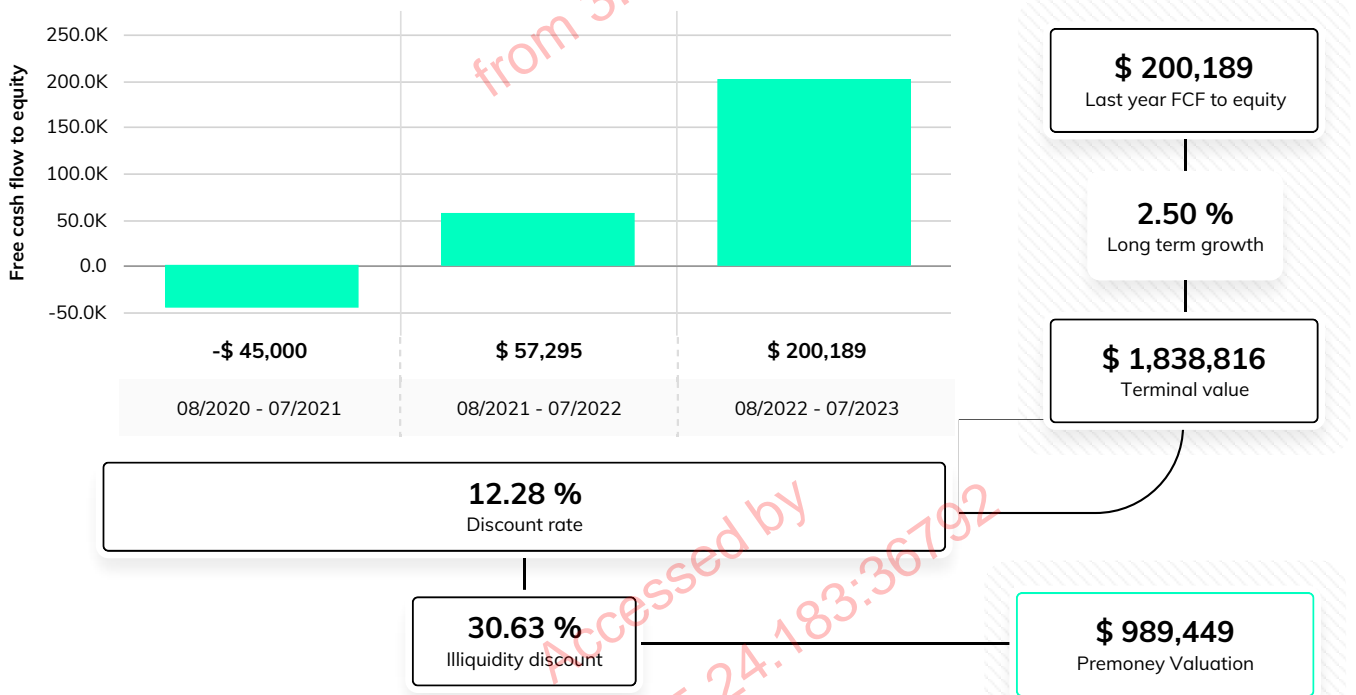 Free cash flow to equity
250.0K
200.0K
150.0K
100.0K
50.0K
0.0
-50.0K
-$ 45,000
$ 57,295
$ 200,189
08/2020 - 07/2021
08/2021 - 07/2022
08/2022 - 07/2023
$ 200,189
Last year FCF to equity
2.50 %
Long term growth
$ 1,838,816
Terminal value
12.28 %
Discount rate
30.63 %
Illiquidity discount
$ 989,449
Premoney Valuation
Accessed by
from 3
.24.183:36792